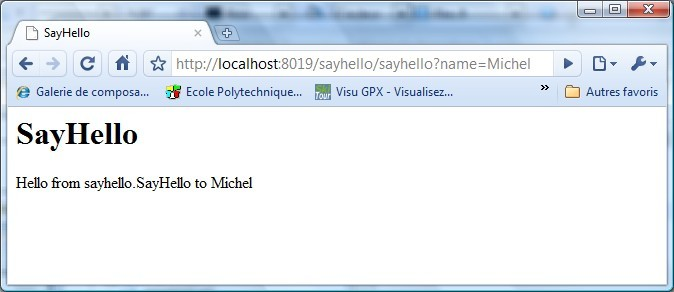 SayHello
http://localhost:8019/sayhello/sayhello?name=Michel
Galerie de composa... Ecole Polytechnique... Visu GPX - Visualisez... » Autres favoris
SayHello
Hello from sayhello.SayHello to Michel